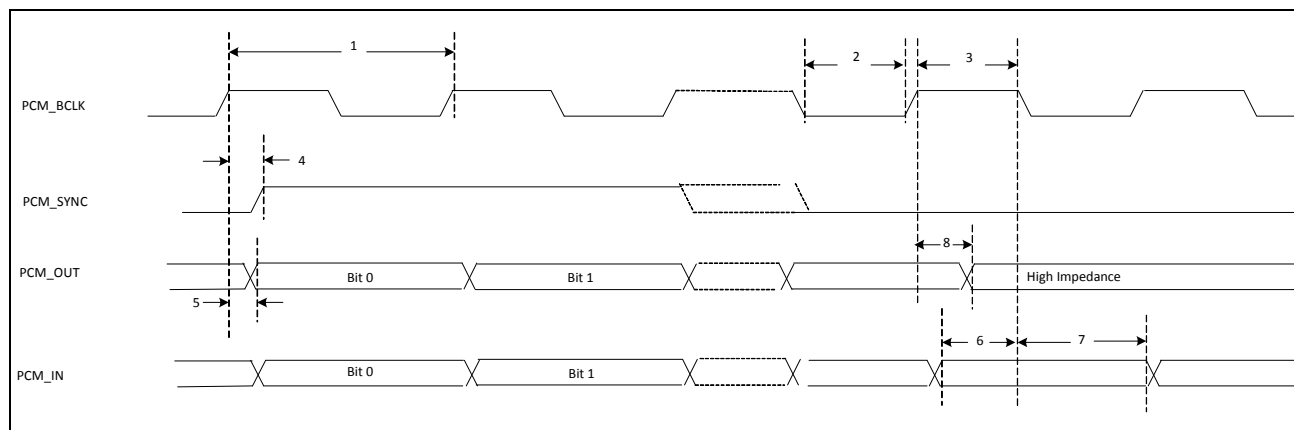 1
2
3
PCM_BCLK
4
PCM_SYNC
8
PCM_OUT
Bit 0
Bit 1
High Impedance
5
6
7
PCM_IN
Bit 0
Bit 1